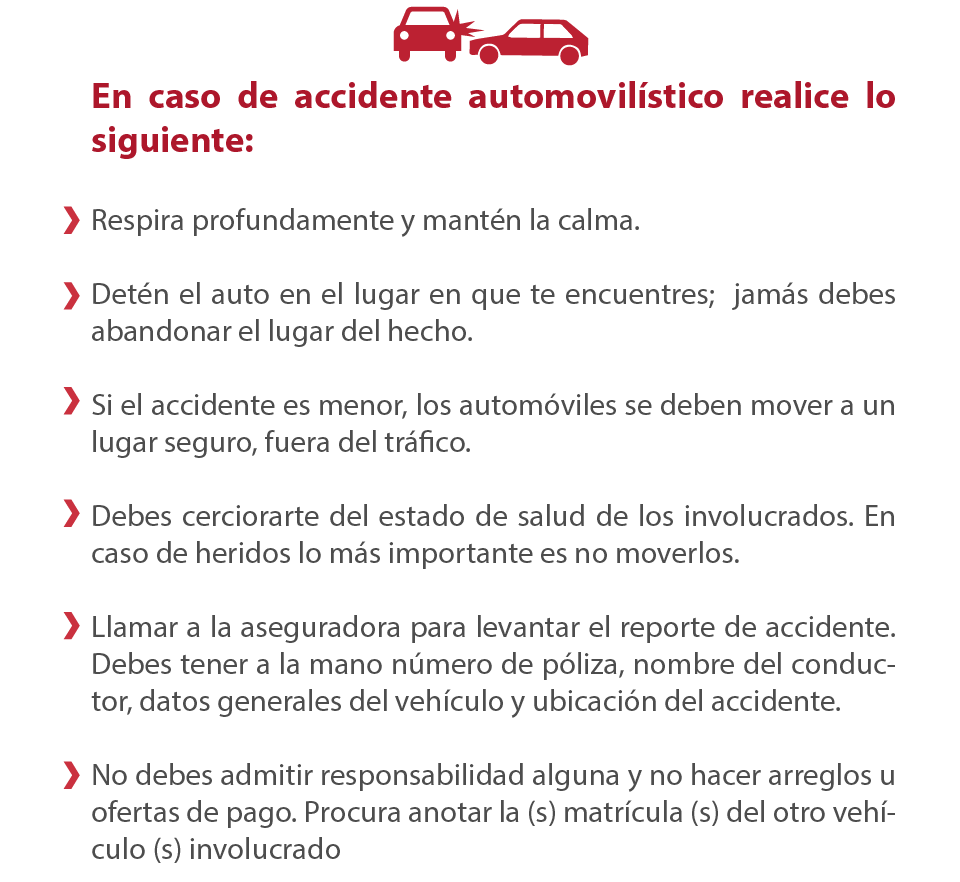 En caso de accidente automovilístico realice lo
siguiente:
Respira profundamente y mantén la calma.
Detén el auto en el lugar en que te encuentres;  jamás debes
abandonar el lugar del hecho.
Si el accidente es menor, los automóviles se deben mover a un
lugar seguro, fuera del tráfico.
Debes cerciorarte del estado de salud de los involucrados. En
caso de heridos lo más importante es no moverlos.
Llamar a la aseguradora para levantar el reporte de accidente.
Debes tener a la mano número de póliza, nombre del conduc-
tor, datos generales del vehículo y ubicación del accidente.
No debes admitir responsabilidad alguna y no hacer arreglos u
ofertas de pago. Procura anotar la (s) matrícula (s) del otro vehí-
culo (s) involucrado